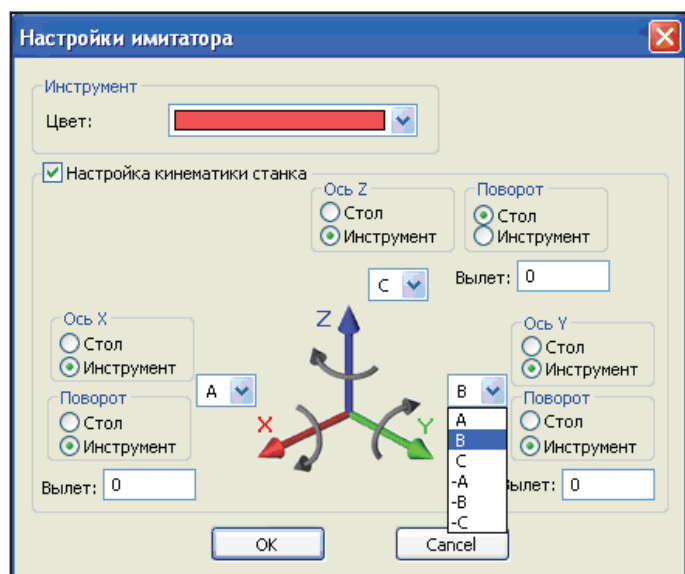 Настройки имитатора
Инструмент
Цвет:
Настройка кинематики станка
Ось Z
Стол
Инструмент
Поворот
Стол
Инструмент
C
Вылет: 0
Ось X
Стол
Инструмент
Поворот
Стол
Инструмент
A
Вылет: 0
Z
X
Y
Ось Y
Стол
Инструмент
Поворот
Стол
Инструмент
B
A
B
C
-A
-B
-C
Вылет: 0
OK
Cancel